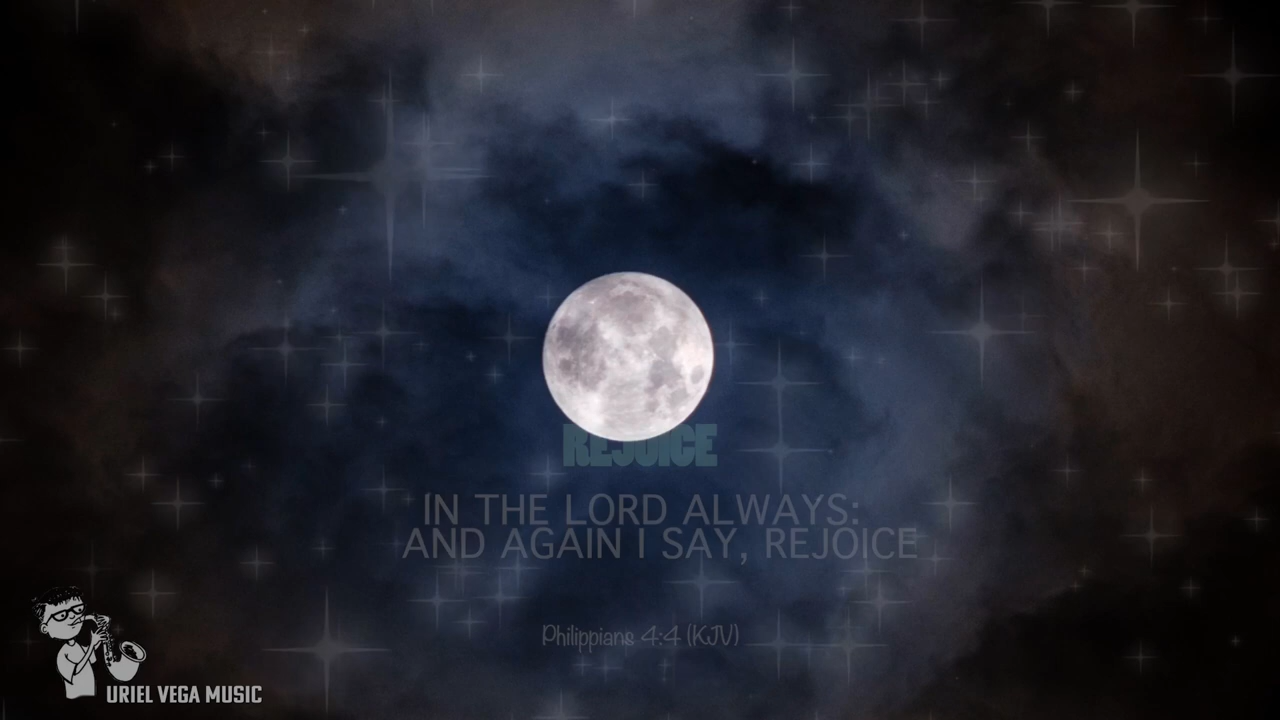 REJOICE
IN THE LORD ALWAYS:
AND AGAIN I SAY, REJOICE
Philippians 4:4 (KJV)
URIEL VEGA MUSIC